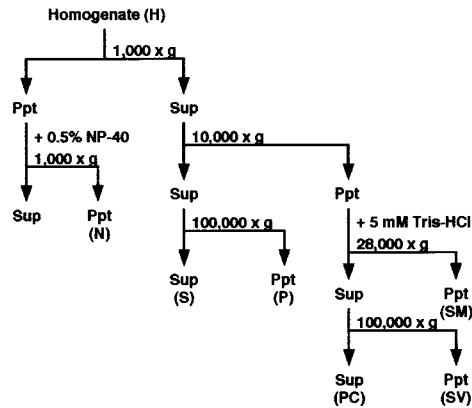 Homogenate (H)
1,000 x g
Ppt
Sup
+ 0.5% NP-40
1,000 x g
10,000 x g
Sup
Ppt
(N)
Sup
Ppt
100,000 x g
+ 5 mM Tris-HCl
28,000 x g
Sup
(S)
Ppt
(P)
Sup
Ppt
(SM)
100,000 x g
Sup
(PC)
Ppt
(SV)